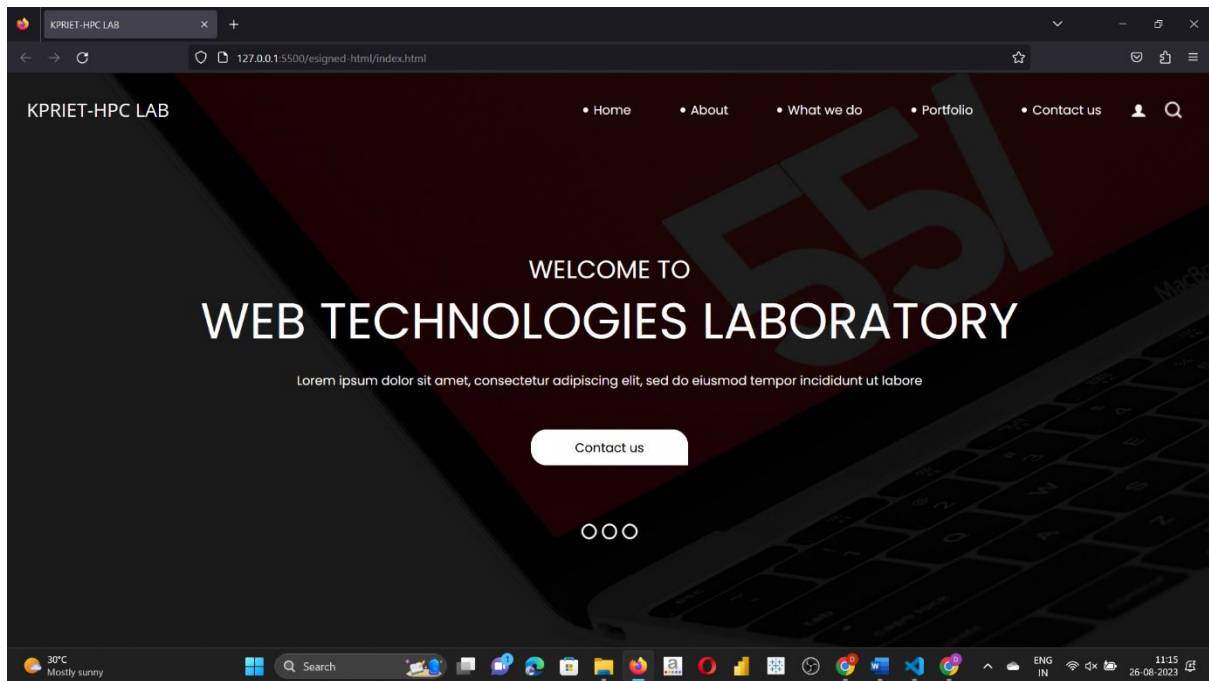 KPRIET-HPC LAB
127.0.0.1:5500/esigned-html/index.html
KPRIET-HPC LAB
• Home • About • What we do • Portfolio • Contact us
55/
MacBo
WELCOME TO
WEB TECHNOLOGIES LABORATORY
Lorem ipsum dolor sit amet, consectetur adipiscing elit, sed do eiusmod tempor incididunt ut labore
Contact us
30°C
Mostly sunny
Search
ENG
IN
11:15
26-08-2023